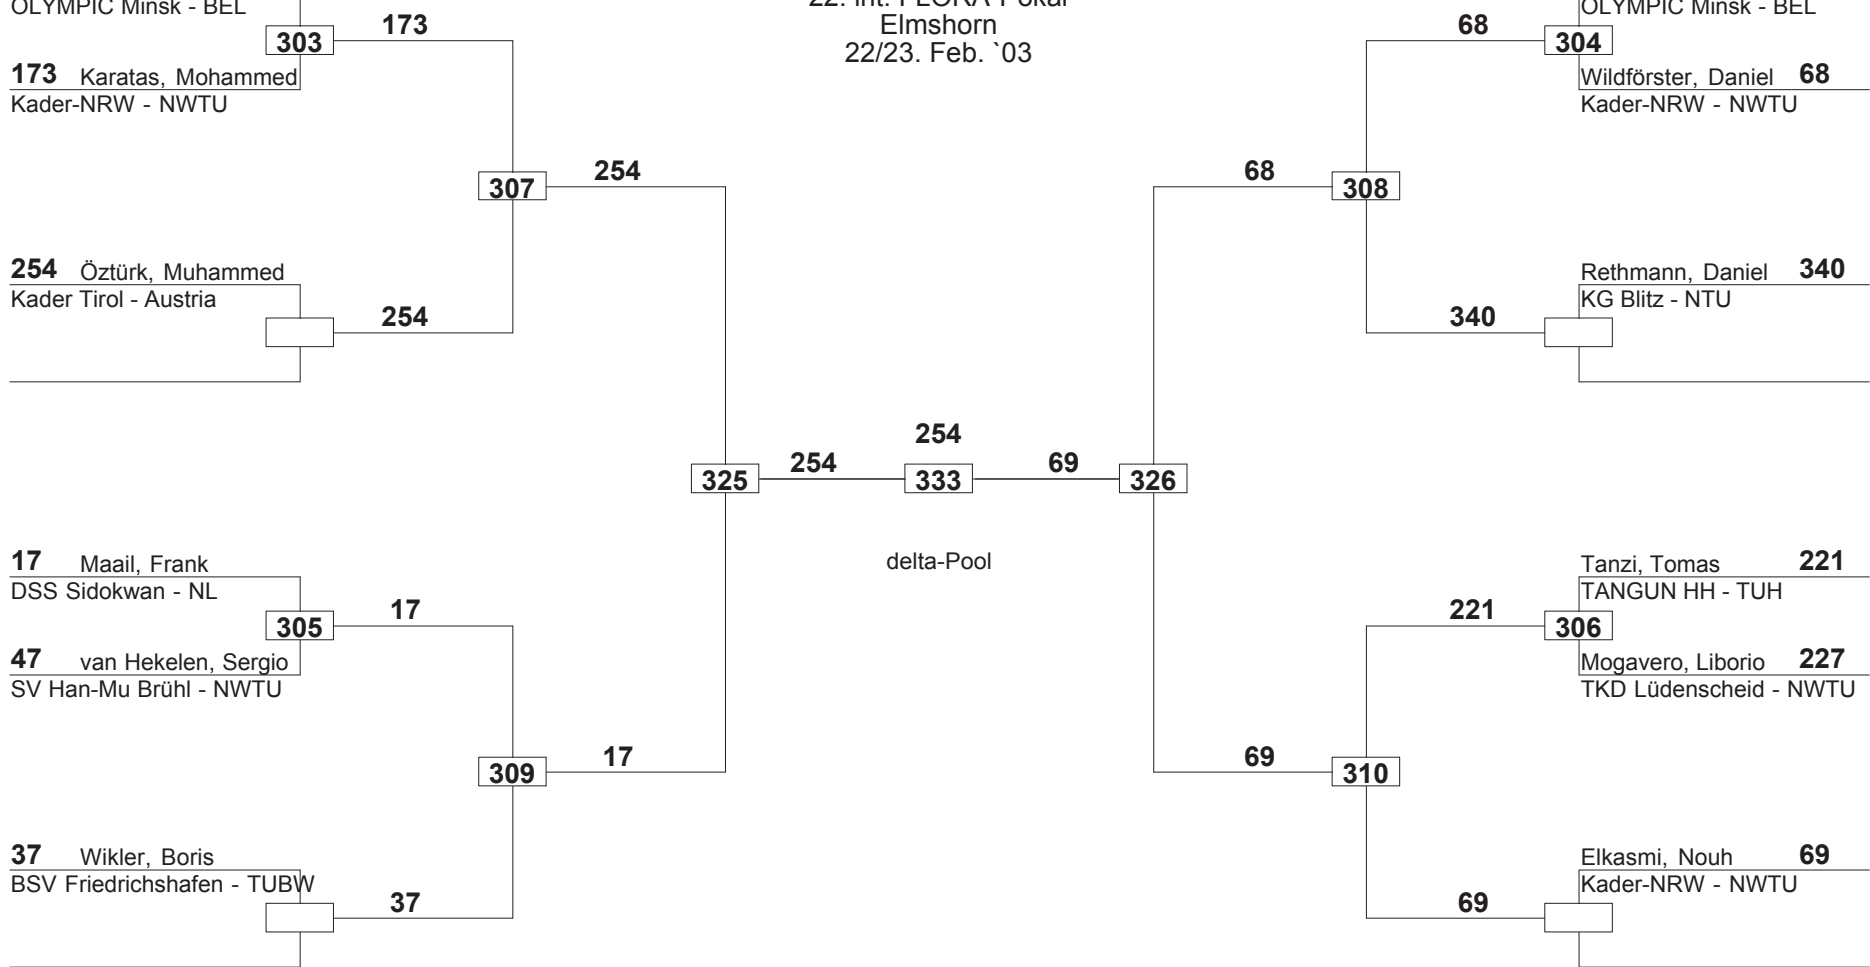 OLYMPIC Minsk - BEL
303
173
173 Karatas, Mohammed
Kader-NRW - NWTU
307
254
254 Öztürk, Muhammed
Kader Tirol - Austria
254
22. int. FLORA-Pokal
Elmshorn
22/23. Feb. `03
OLYMPIC Minsk - BEL
68
304
Wildförster, Daniel 68
Kader-NRW - NWTU
68
308
Rethmann, Daniel 340
KG Blitz - NTU
340
254
325
254
333
69
326
delta-Pool
17 Maail, Frank
DSS Sidokwan - NL
305
17
47 van Hekelen, Sergio
SV Han-Mu Brühl - NWTU
309
17
37 Wikler, Boris
BSV Friedrichshafen - TUBW
37
Tanzi, Tomas 221
TANGUN HH - TUH
221
306
Mogavero, Liborio 227
TKD Lüdenscheid - NWTU
69
310
Elkasmi, Nouh 69
Kader-NRW - NWTU
69